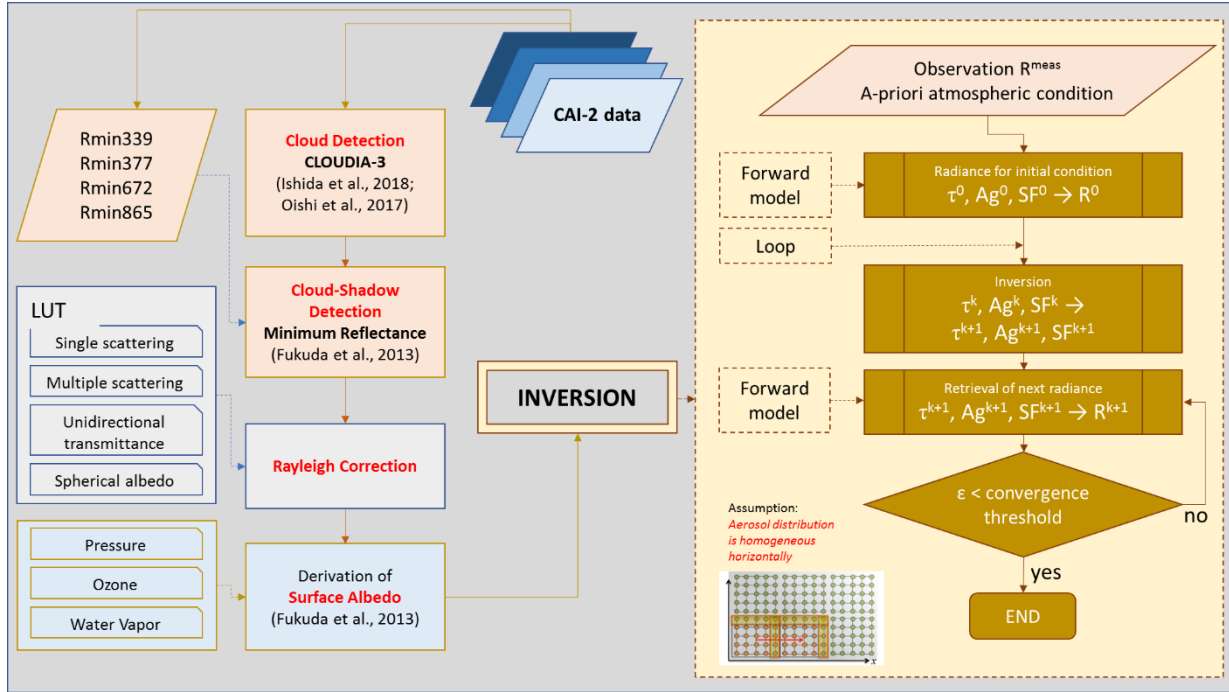 CAI-2 data
Rmin339
Rmin377
Rmin672
Rmin865
Cloud Detection
CLOUDIA-3
(Ishida et al., 2018;
Oishi et al., 2017)
Cloud-Shadow
Detection
Minimum Reflectance
(Fukuda et al., 2013)
LUT
Single scattering
Multiple scattering
Unidirectional
transmittance
Spherical albedo
Rayleigh Correction
Pressure
Ozone
Water Vapor
Derivation of
Surface Albedo
(Fukuda et al., 2013)
INVERSION
Observation Rᵐᵉᵃˢ
A-priori atmospheric condition
Forward
model
Radiance for initial condition
τ⁰, Ag⁰, SF⁰ → R⁰
Loop
Inversion
τᵏ, Agᵏ, SFᵏ →
τᵏ⁺¹, Agᵏ⁺¹, SFᵏ⁺¹
Forward
model
Retrieval of next radiance
τᵏ⁺¹, Agᵏ⁺¹, SFᵏ⁺¹ → Rᵏ⁺¹
ε < convergence
threshold
no
yes
END
Assumption:
Aerosol distribution
is homogeneous
horizontally
x